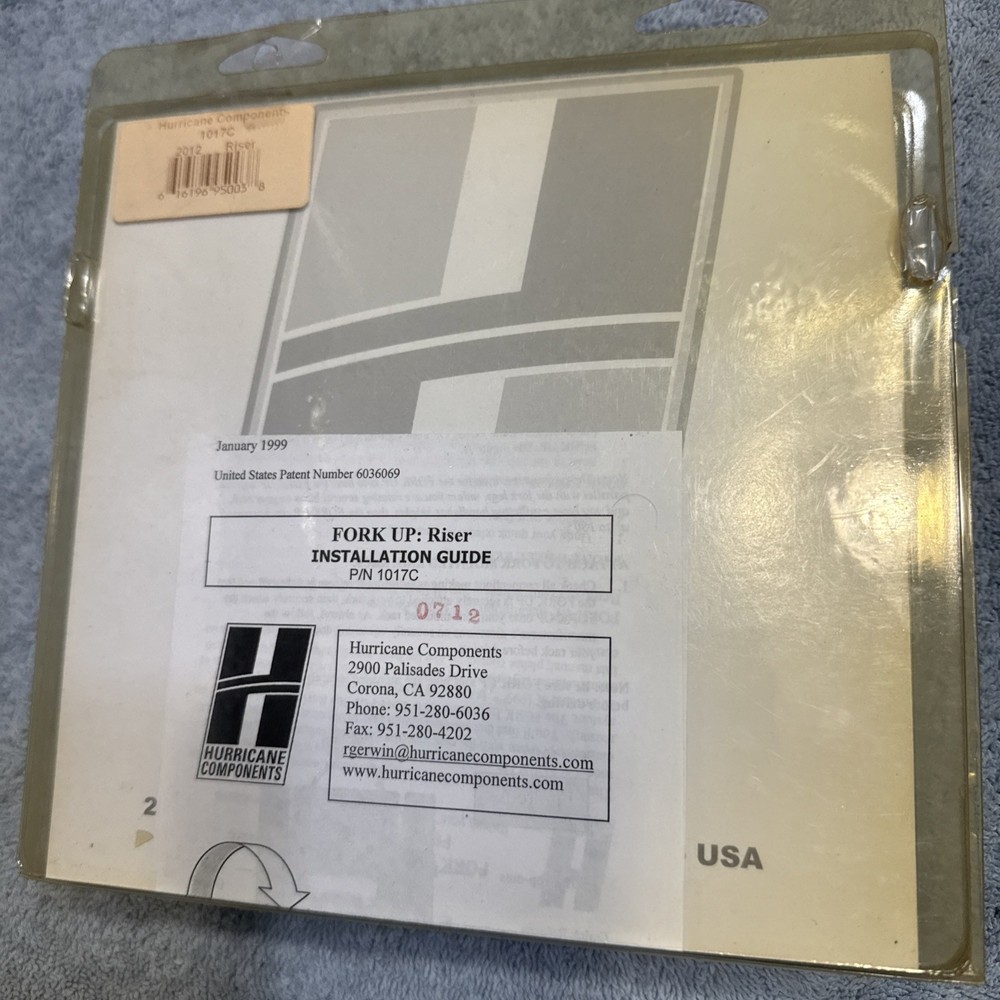 Hurricane Components
1017C
2012 Riser
6 16196 95003 8
January 1999
United States Patent Number 6036069
FORK UP: Riser
INSTALLATION GUIDE
P/N 1017C
0712
Hurricane Components
2900 Palisades Drive
Corona, CA 92880
Phone: 951-280-6036
Fax: 951-280-4202
rgerwin@hurricanecomponents.com
www.hurricanecomponents.com
HURRICANE
COMPONENTS
2
USA